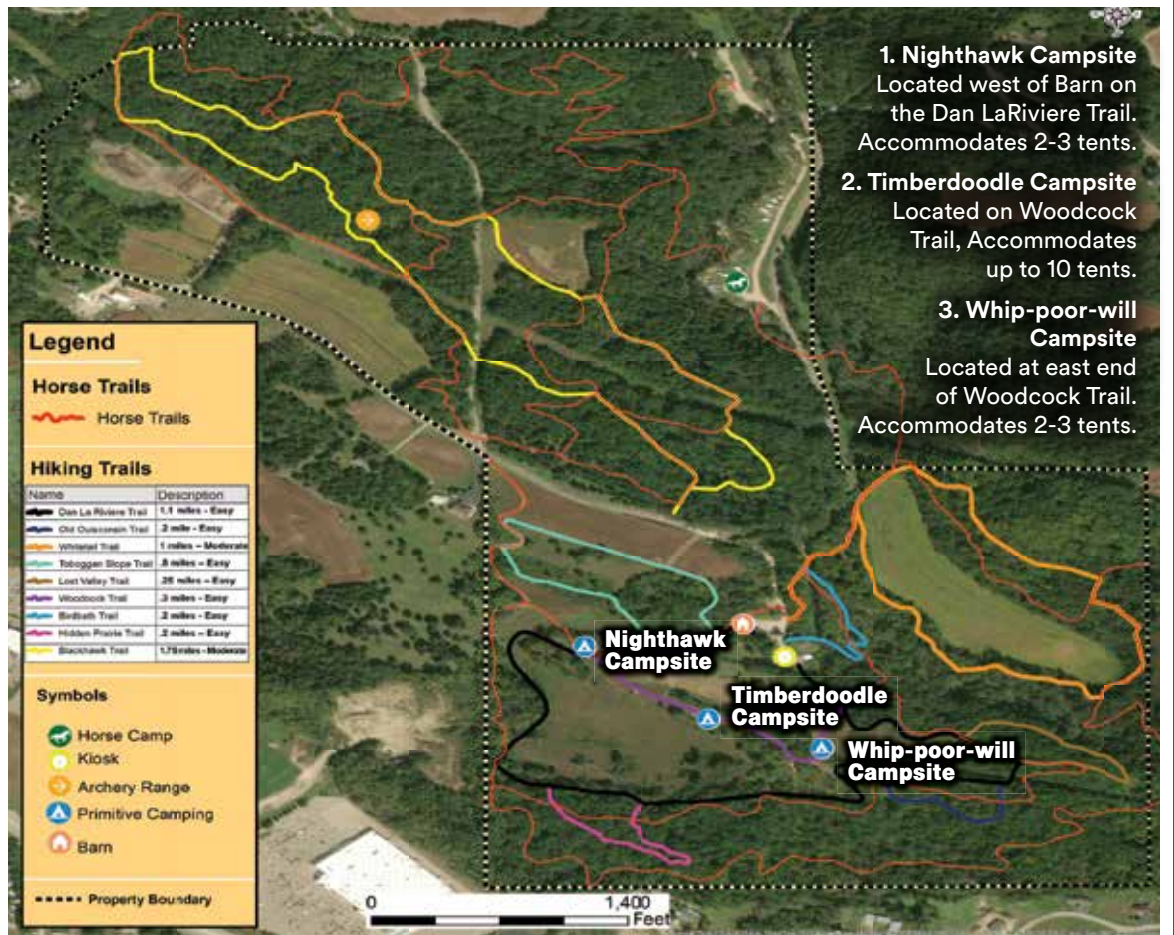 1. Nighthawk Campsite
Located west of Barn on
the Dan LaRiviere Trail.
Accommodates 2-3 tents.
2. Timberdoodle Campsite
Located on Woodcock
Trail, Accommodates
up to 10 tents.
3. Whip-poor-will
Campsite
Located at east end
of Woodcock Trail.
Accommodates 2-3 tents.
Legend
Horse Trails
Horse Trails
Hiking Trails
Name Description
Dan La Riviere Trail 1.1 miles - Easy
Old Ouisconsin Trail .2 mile - Easy
Whitetail Trail 1 miles - Moderate
Toboggan Slope Trail .8 miles - Easy
Lost Valley Trail .25 miles - Easy
Woodcock Trail .3 miles - Easy
Birdbath Trail .2 miles - Easy
Hidden Prairie Trail .2 miles - Easy
Blackhawk Trail 1.75 miles - Moderate
Symbols
Horse Camp
Kiosk
Archery Range
Primitive Camping
Barn
Property Boundary
Nighthawk
Campsite
Timberdoodle
Campsite
Whip-poor-will
Campsite
0 1,400
Feet